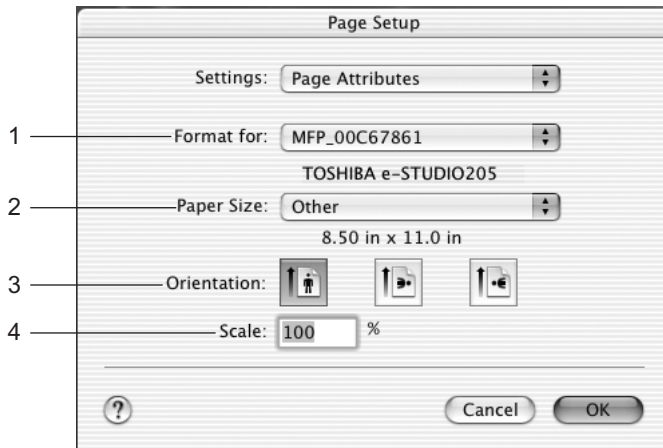 Page Setup
Settings: Page Attributes
1 Format for: MFP_00C67861
TOSHIBA e-STUDIO205
2 Paper Size: Other
8.50 in x 11.0 in
3 Orientation:
4 Scale: 100 %
? Cancel OK